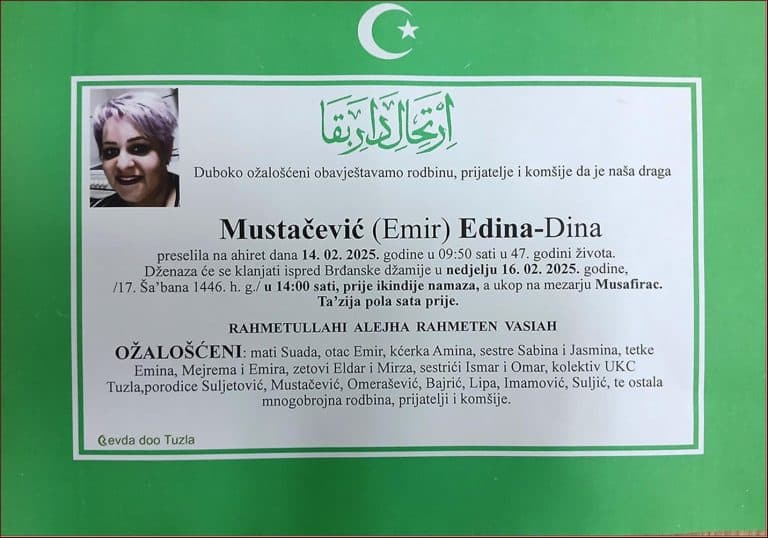 اِرْتِحَالِ دَارِ بَقَا
Duboko ožalošćeni obavještavamo rodbinu, prijatelje i komšije da je naša draga
Mustačević (Emir) Edina-Dina
preselila na ahiret dana 14. 02. 2025. godine u 09:50 sati u 47. godini života.
Dženaza će se klanjati ispred Brđanske džamije u nedjelju 16. 02. 2025. godine,
/17. Ša’bana 1446. h. g./ u 14:00 sati, prije ikindije namaza, a ukop na mezarju Musafirac.
Ta’zija pola sata prije.
RAHMETULLAHI ALEJHA RAHMETEN VASIAH
OŽALOŠĆENI: mati Suada, otac Emir, kćerka Amina, sestre Sabina i Jasmina, tetke
Emina, Mejrema i Emira, zetovi Eldar i Mirza, sestrići Ismar i Omar, kolektiv UKC
Tuzla,porodice Suljetović, Mustačević, Omerašević, Bajrić, Lipa, Imamović, Suljić, te ostala
mnogobrojna rodbina, prijatelji i komšije.
Čevda doo Tuzla